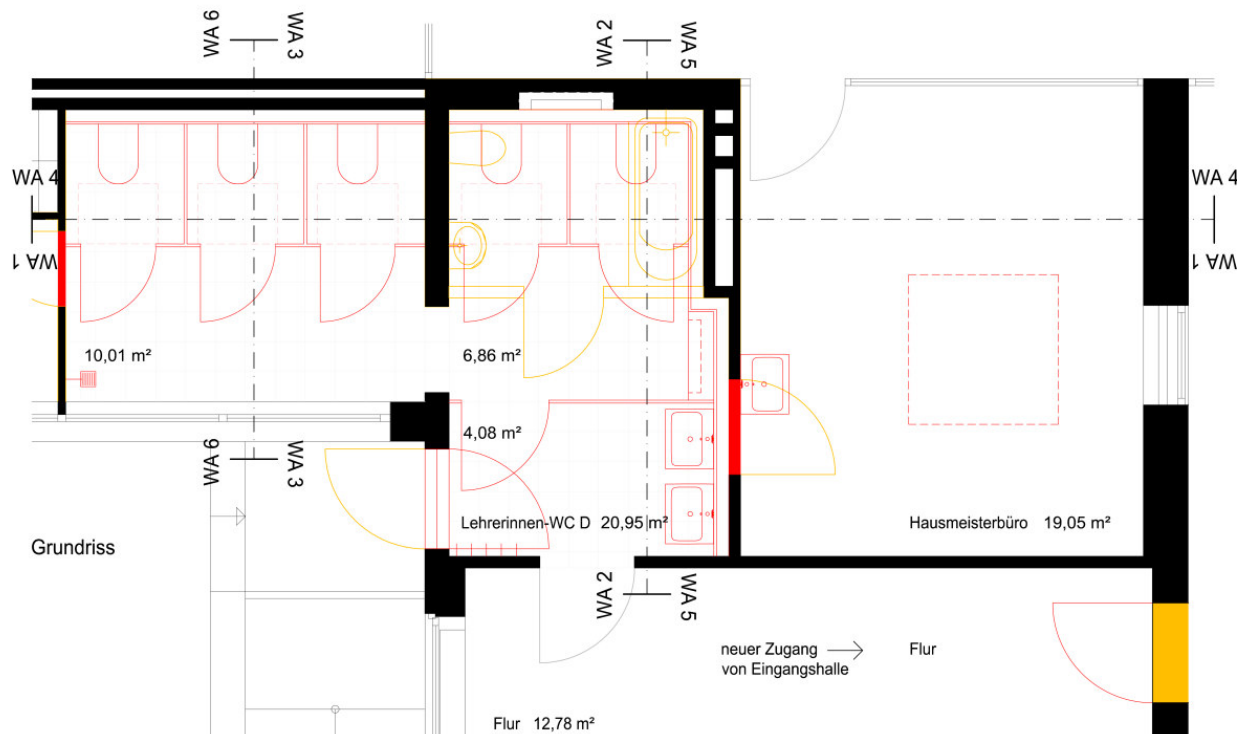 WA 6
WA 3
WA 2
WA 5
WA 4
WA 1
WA 4
WA 1
10,01 m²
6,86 m²
4,08 m²
WA 6
WA 3
Lehrerinnen-WC D 20,95 m²
Hausmeisterbüro 19,05 m²
Grundriss
WA 2
WA 5
neuer Zugang
von Eingangshalle
Flur
Flur 12,78 m²